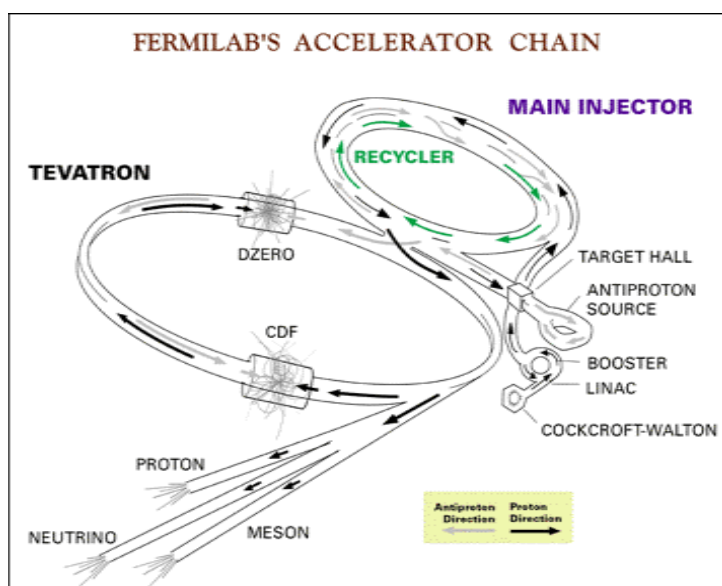 FERMILAB'S ACCELERATOR CHAIN
MAIN INJECTOR
RECYCLER
TEVATRON
DZERO
TARGET HALL
ANTIPROTON
SOURCE
CDF
BOOSTER
LINAC
COCKCROFT-WALTON
PROTON
NEUTRINO
MESON
Antiproton Proton
Direction Direction